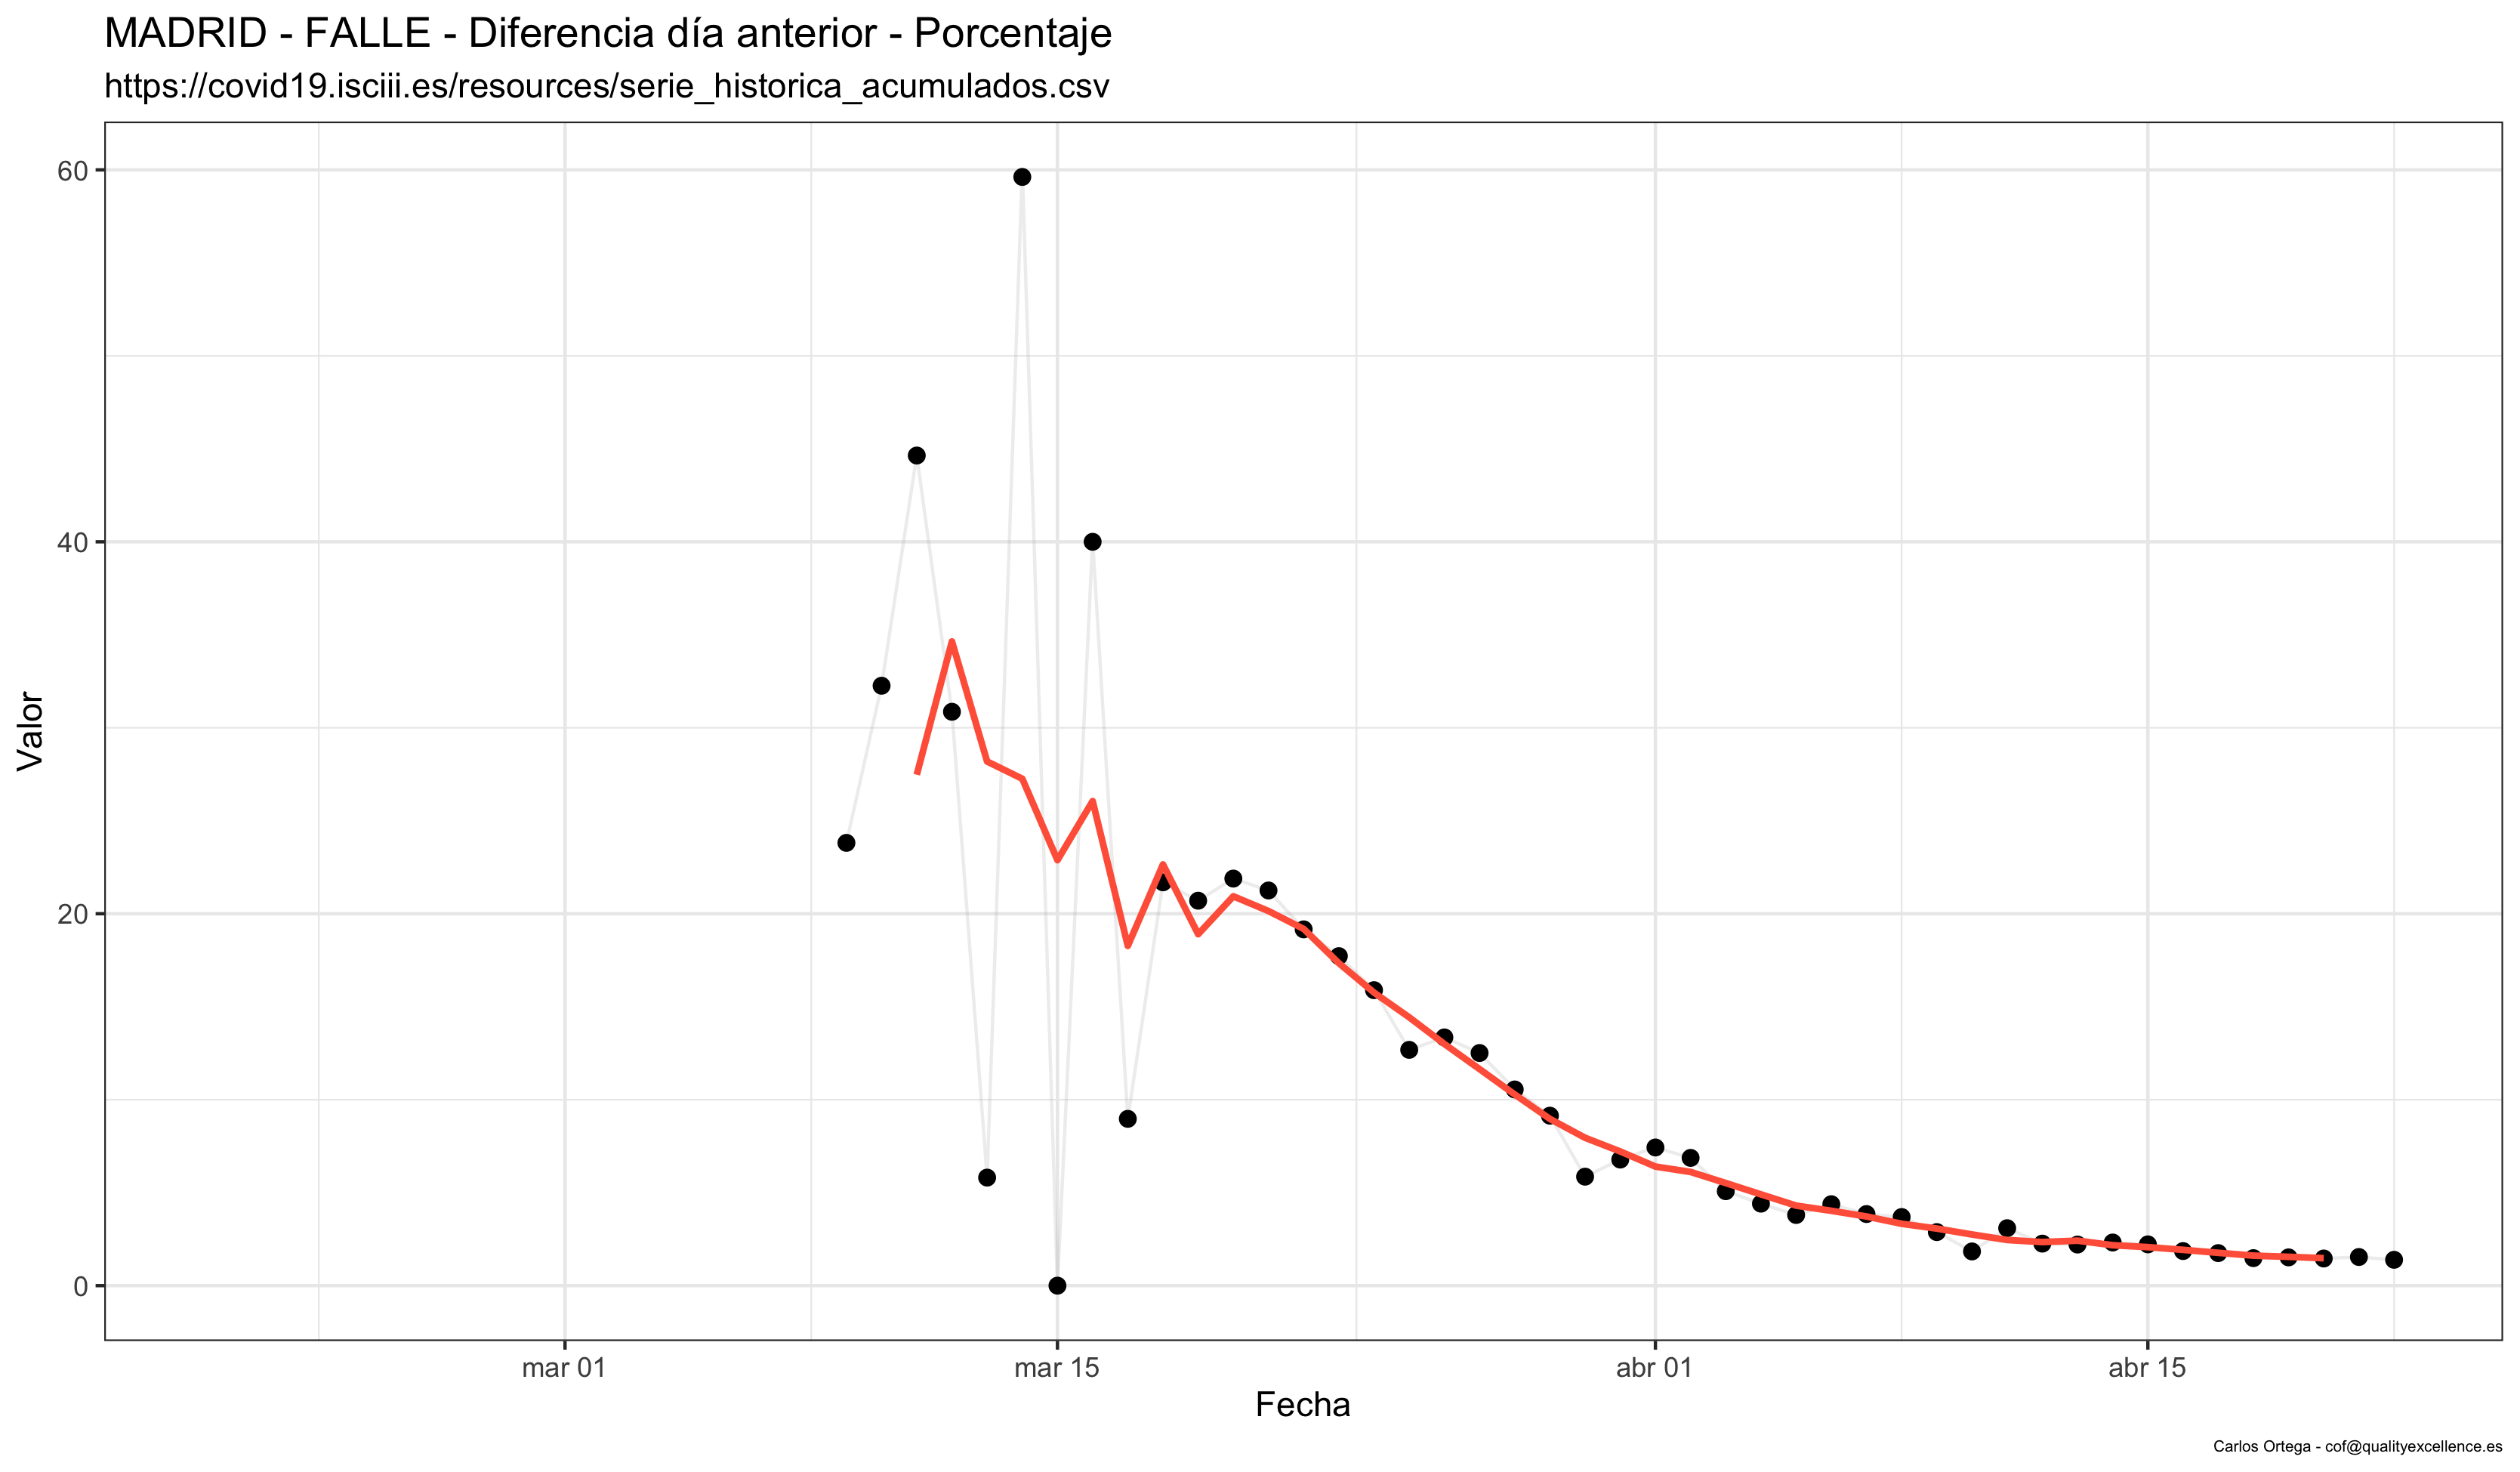 MADRID - FALLE - Diferencia día anterior - Porcentaje
https://covid19.isciii.es/resources/serie_historica_acumulados.csv
60
40
20
0
Valor
mar 01
mar 15
abr 01
abr 15
Fecha
Carlos Ortega - cof@qualityexcellence.es